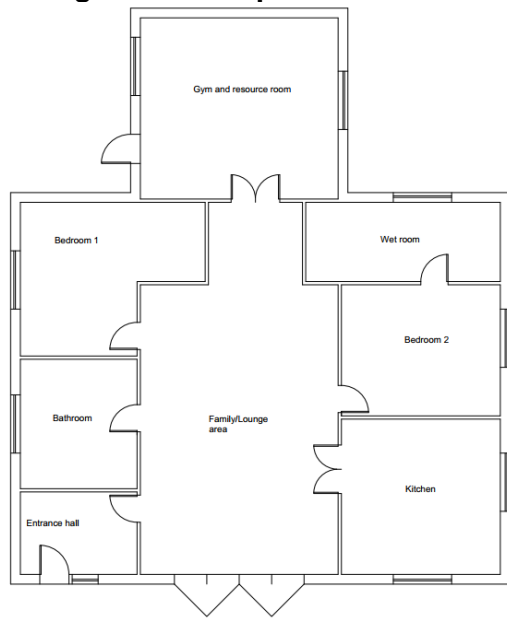 Gym and resource room
Bedroom 1
Wet room
Bedroom 2
Bathroom
Family/Lounge
area
Kitchen
Entrance hall